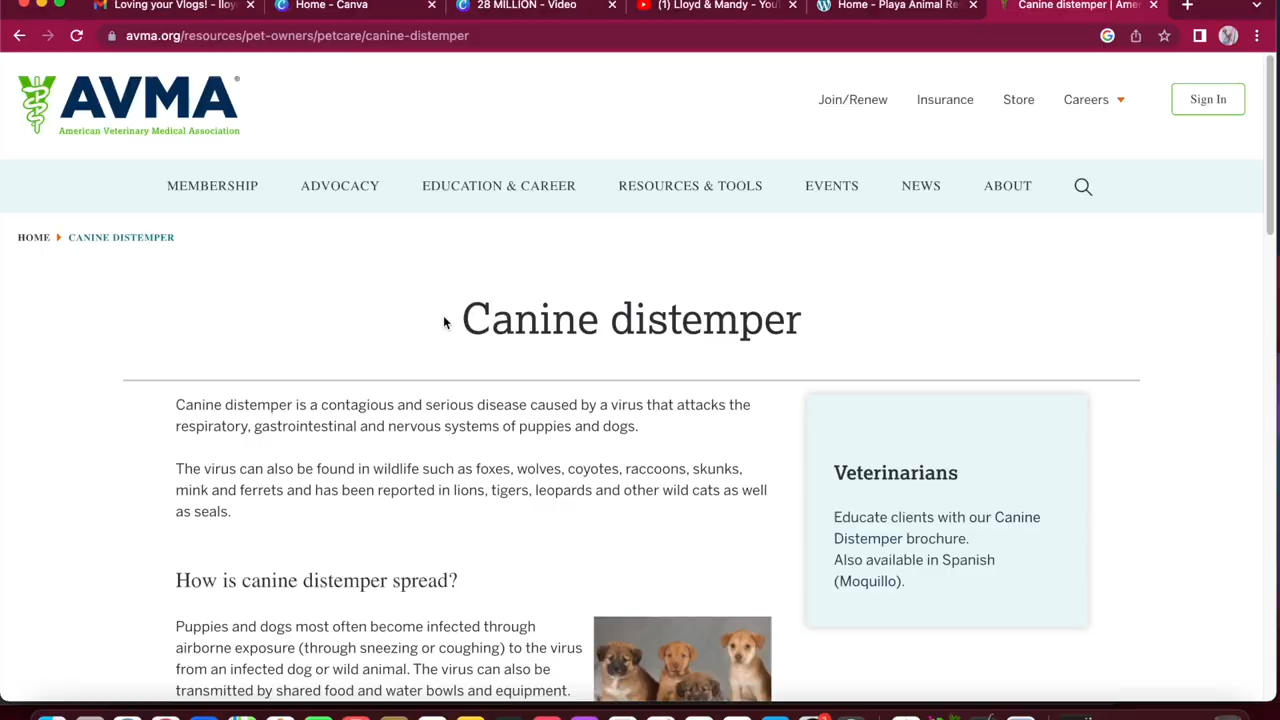 Loving your Vlogs! - lloy
Home - Canva
28 MILLION - Video
(1) Lloyd & Mandy - You
Home - Playa Animal Re
Canine distemper | Amer
avma.org/resources/pet-owners/petcare/canine-distemper
AVMA®
American Veterinary Medical Association
Join/Renew
Insurance
Store
Careers
Sign In
MEMBERSHIP
ADVOCACY
EDUCATION & CAREER
RESOURCES & TOOLS
EVENTS
NEWS
ABOUT
HOME
CANINE DISTEMPER
Canine distemper
Canine distemper is a contagious and serious disease caused by a virus that attacks the
respiratory, gastrointestinal and nervous systems of puppies and dogs.
The virus can also be found in wildlife such as foxes, wolves, coyotes, raccoons, skunks,
mink and ferrets and has been reported in lions, tigers, leopards and other wild cats as well
as seals.
How is canine distemper spread?
Puppies and dogs most often become infected through
airborne exposure (through sneezing or coughing) to the virus
from an infected dog or wild animal. The virus can also be
transmitted by shared food and water bowls and equipment.
Veterinarians
Educate clients with our Canine
Distemper brochure.
Also available in Spanish
(Moquillo).